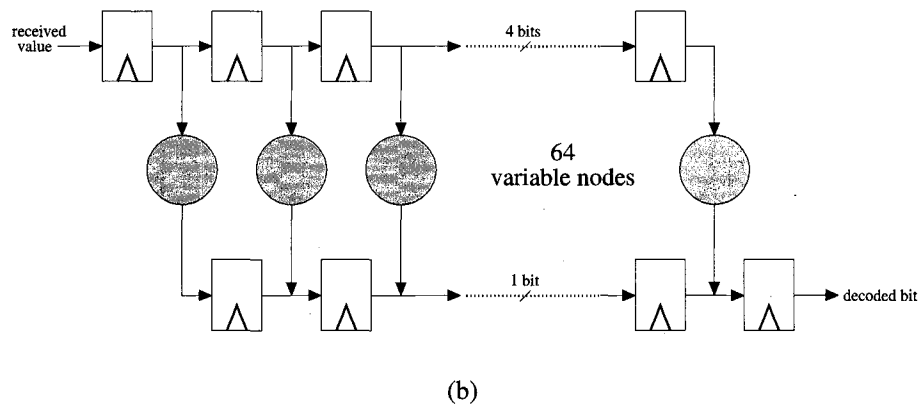 received
value
4 bits
64
variable nodes
1 bit
decoded bit
(b)